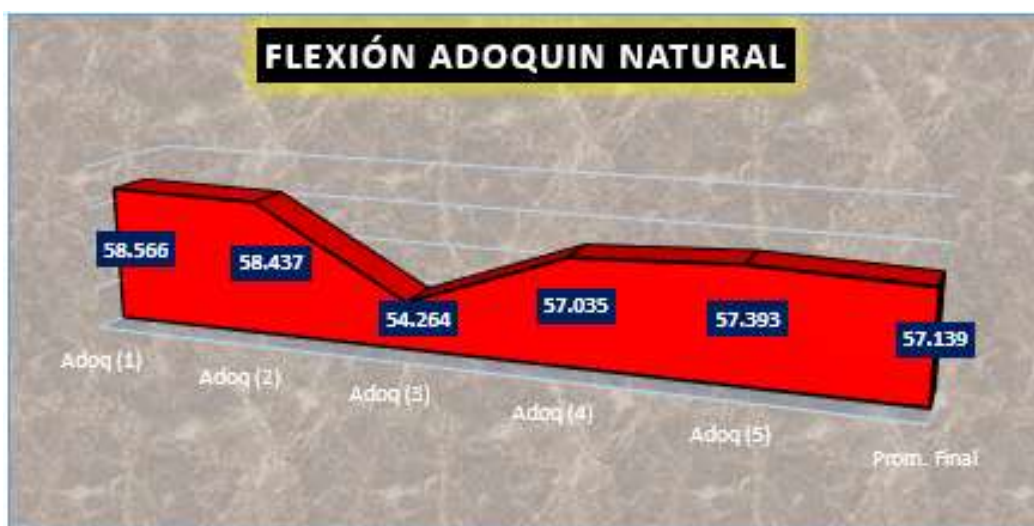 FLEXIÓN ADOQUIN NATURAL
58.566
58.437
54.264
57.035
57.393
57.139
Adoq (1)
Adoq (2)
Adoq (3)
Adoq (4)
Adoq (5)
Prom. Final